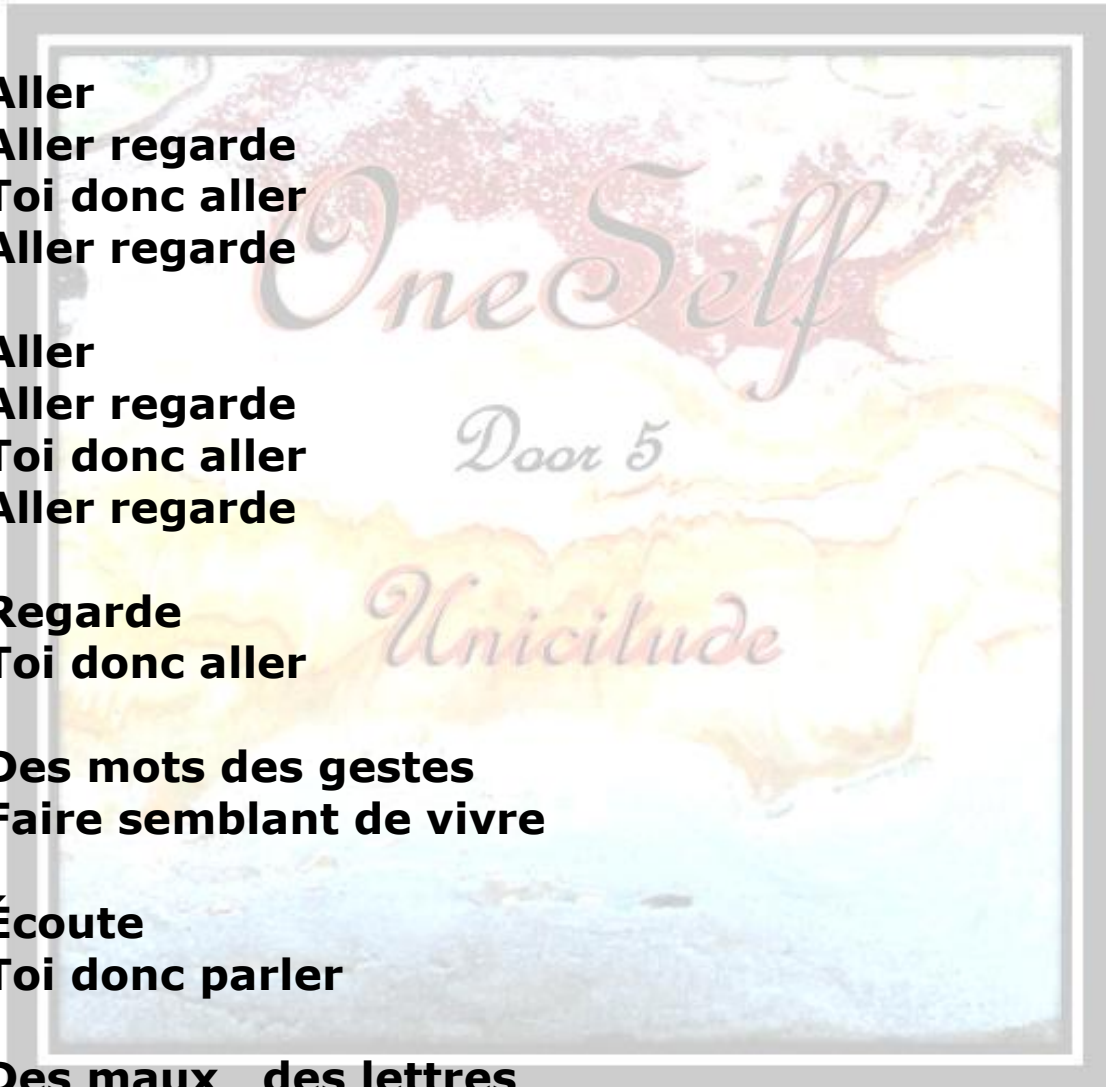 Aller
Aller regarde
Toi donc aller
Aller regarde
Aller
Aller regarde
Toi donc aller
Aller regarde
Regarde
Toi donc aller
Des mots des gestes
Faire semblant de vivre
Écoute
Toi donc parler
Des maux des lettres
OneSelf
Door 5
Unicitude